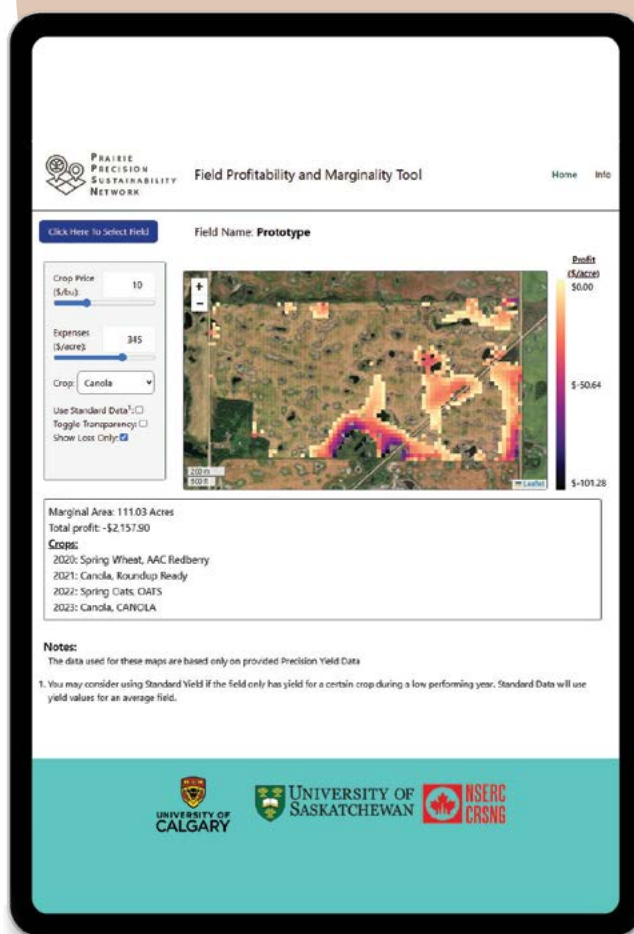 PRAIRIE
PRECISION
SUSTAINABILITY
NETWORK
Field Profitability and Marginality Tool
Home Info
Click Here To Select Field
Field Name: Prototype
Crop Price
($/bu):
10
Expenses
($/acre):
345
Crop: Canola
Use Standard Data¹:
Toggle Transparency:
Show Loss Only:
+
−
200 m
500 ft
Leaflet
Profit
($/acre)
$0.00
$-50.64
$-101.28
Marginal Area: 111.03 Acres
Total profit: -$2,157.90
Crops:
2020: Spring Wheat, AAC Redberry
2021: Canola, Roundup Ready
2022: Spring Oats, OATS
2023: Canola, CANOLA
Notes:
The data used for these maps are based only on provided Precision Yield Data
1. You may consider using Standard Yield if the field only has yield for a certain crop during a low performing year. Standard Data will use
yield values for an average field.
UNIVERSITY OF
CALGARY
UNIVERSITY OF
SASKATCHEWAN
NSERC
CRSNG